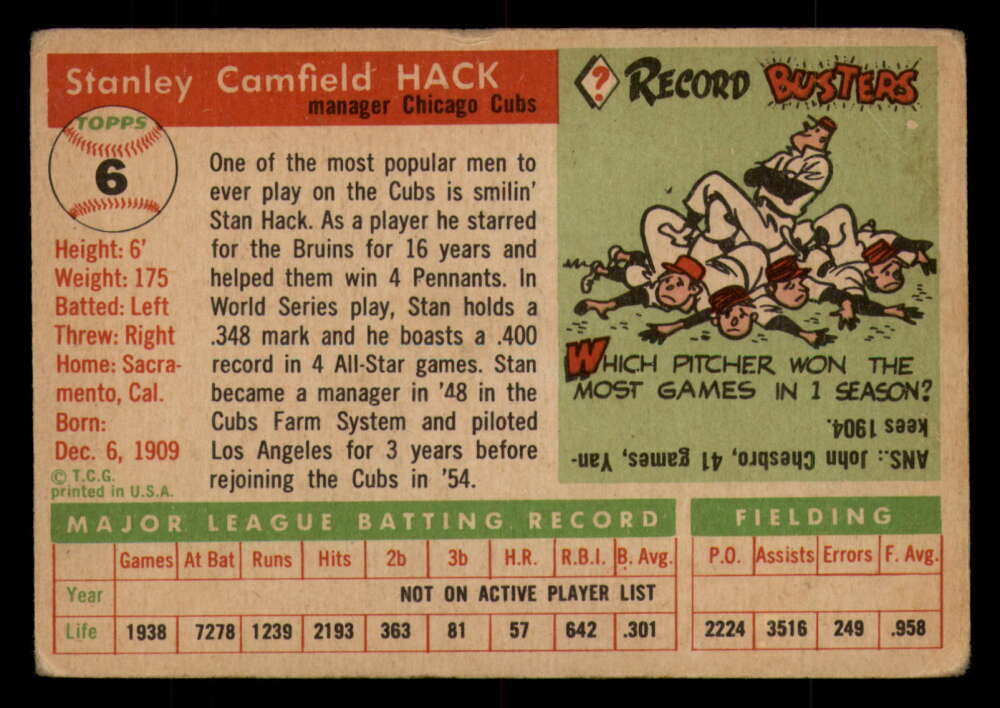 Stanley Camfield HACK
manager Chicago Cubs
TOPPS
6
Height: 6'
Weight: 175
Batted: Left
Threw: Right
Home: Sacra-
mento, Cal.
Born:
Dec. 6, 1909
© T.C.G.
printed in U.S.A.
One of the most popular men to
ever play on the Cubs is smilin'
Stan Hack. As a player he starred
for the Bruins for 16 years and
helped them win 4 Pennants. In
World Series play, Stan holds a
.348 mark and he boasts a .400
record in 4 All-Star games. Stan
became a manager in '48 in the
Cubs Farm System and piloted
Los Angeles for 3 years before
rejoining the Cubs in '54.
? RECORD BUSTERS
WHICH PITCHER WON THE
MOST GAMES IN 1 SEASON?
ANS.: John Chesbro, 41 games, Yan-
kees 1904.
MAJOR LEAGUE BATTING RECORD
Games At Bat Runs Hits 2b 3b H.R. R.B.I. B. Avg.
Year NOT ON ACTIVE PLAYER LIST
Life 1938 7278 1239 2193 363 81 57 642 .301
FIELDING
P.O. Assists Errors F. Avg.
2224 3516 249 .958